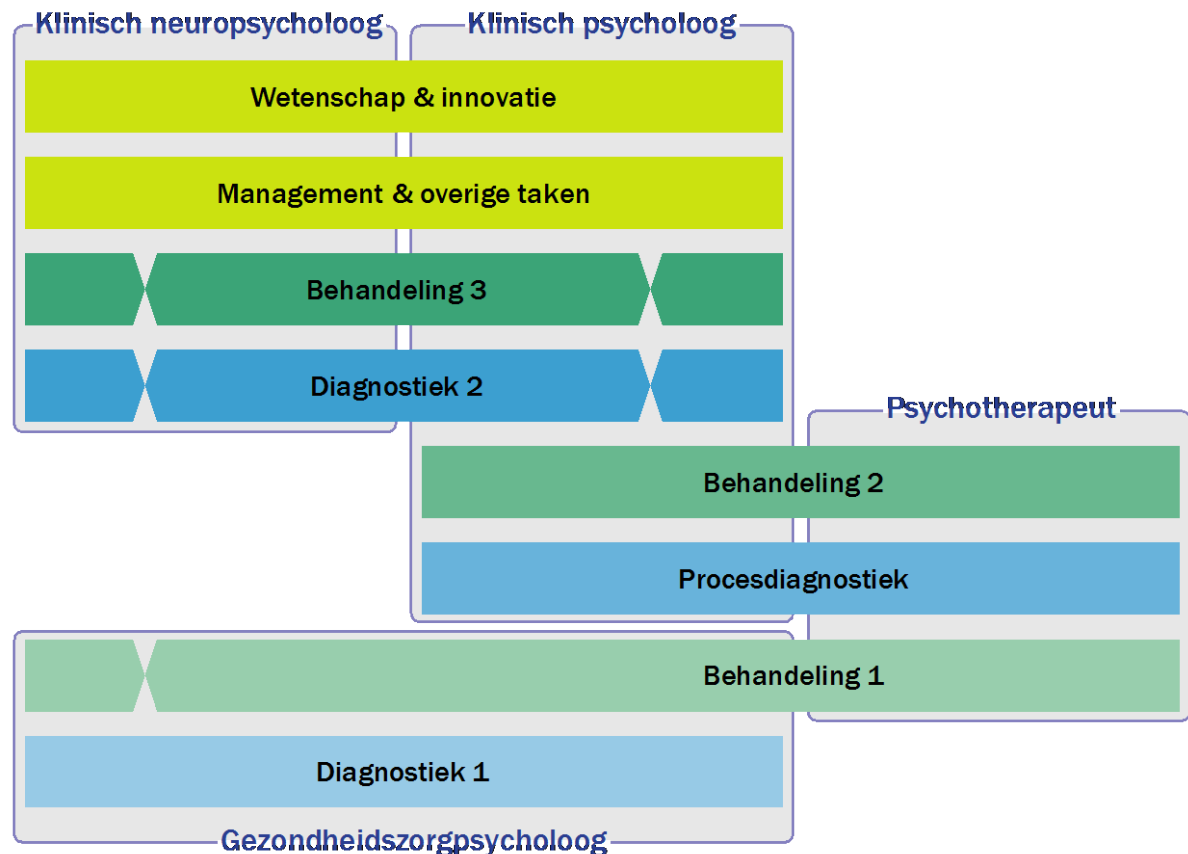 Klinisch neuropsycholoog
Klinisch psycholoog
Wetenschap & innovatie
Management & overige taken
Behandeling 3
Diagnostiek 2
Psychotherapeut
Behandeling 2
Procesdiagnostiek
Behandeling 1
Diagnostiek 1
Gezondheidszorgpsycholoog